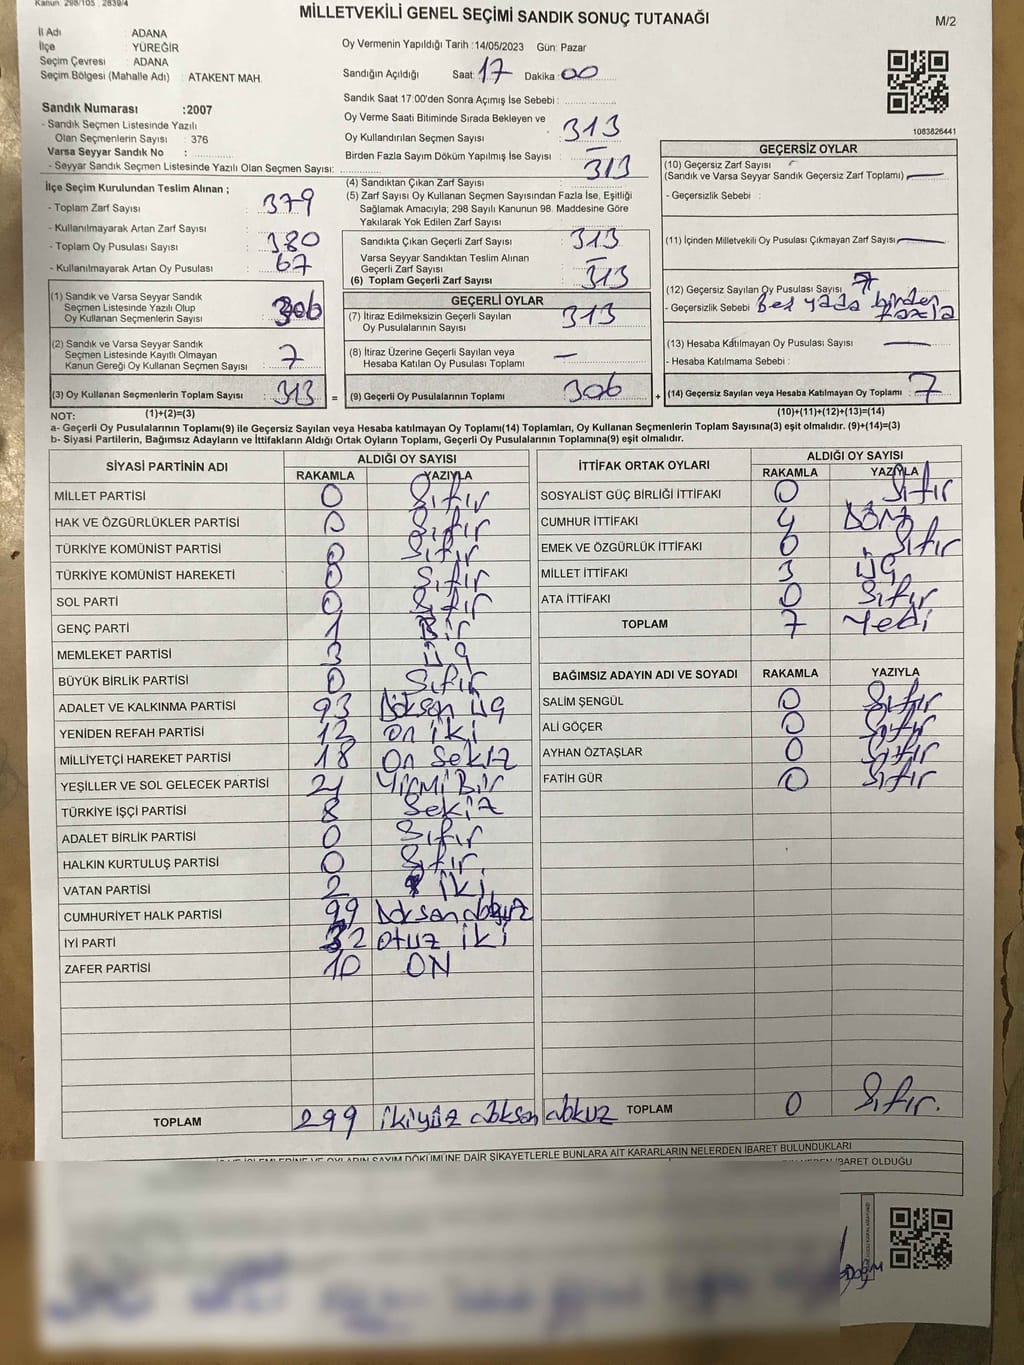 Kanun: 298/105 , 2839/4
MİLLETVEKİLİ GENEL SEÇİMİ SANDIK SONUÇ TUTANAĞI
M/2
İl Adı : ADANA
İlçe : YÜREĞİR
Seçim Çevresi : ADANA
Seçim Bölgesi (Mahalle Adı) : ATAKENT MAH.
Sandık Numarası :2007
- Sandık Seçmen Listesinde Yazılı
Olan Seçmenlerin Sayısı : 376
Varsa Seyyar Sandık No :
- Seyyar Sandık Seçmen Listesinde Yazılı Olan Seçmen Sayısı:
Oy Vermenin Yapıldığı Tarih :14/05/2023 Gün: Pazar
Sandığın Açıldığı Saat: 17 Dakika: 00
Sandık Saat 17:00'den Sonra Açımış İse Sebebi :
Oy Verme Saati Bitiminde Sırada Bekleyen ve
Oy Kullandırılan Seçmen Sayısı : 313
Birden Fazla Sayım Döküm Yapılmış İse Sayısı : —
1083826441
İlçe Seçim Kurulundan Teslim Alınan ;
- Toplam Zarf Sayısı : 379
- Kullanılmayarak Artan Zarf Sayısı :
- Toplam Oy Pusulası Sayısı : 380
- Kullanılmayarak Artan Oy Pusulası : 67
(1) Sandık ve Varsa Seyyar Sandık
Seçmen Listesinde Yazılı Olup
Oy Kullanan Seçmenlerin Sayısı : 306
(2) Sandık ve Varsa Seyyar Sandık
Seçmen Listesinde Kayıtlı Olmayan
Kanun Gereği Oy Kullanan Seçmen Sayısı : 7
(3) Oy Kullanan Seçmenlerin Toplam Sayısı : 313
(4) Sandıktan Çıkan Zarf Sayısı : 313
(5) Zarf Sayısı Oy Kullanan Seçmen Sayısından Fazla İse, Eşitliği
Sağlamak Amacıyla; 298 Sayılı Kanunun 98. Maddesine Göre
Yakılarak Yok Edilen Zarf Sayısı :
Sandıkta Çıkan Geçerli Zarf Sayısı : 313
Varsa Seyyar Sandıktan Teslim Alınan
Geçerli Zarf Sayısı : —
(6) Toplam Geçerli Zarf Sayısı : 313
GEÇERLİ OYLAR
(7) İtiraz Edilmeksizin Geçerli Sayılan
Oy Pusulalarının Sayısı : 313
(8) İtiraz Üzerine Geçerli Sayılan veya
Hesaba Katılan Oy Pusulası Toplamı : —
= (9) Geçerli Oy Pusulalarının Toplamı : 306
GEÇERSİZ OYLAR
(10) Geçersiz Zarf Sayısı
(Sandık ve Varsa Seyyar Sandık Geçersiz Zarf Toplamı) —
- Geçersizlik Sebebi :
(11) İçinden Milletvekili Oy Pusulası Çıkmayan Zarf Sayısı —
(12) Geçersiz Sayılan Oy Pusulası Sayısı : 7
- Geçersizlik Sebebi : Boş yada birden fazla
(13) Hesaba Katılmayan Oy Pusulası Sayısı : —
- Hesaba Katılmama Sebebi :
+ (14) Geçersiz Sayılan veya Hesaba Katılmayan Oy Toplamı : 7
NOT: (1)+(2)=(3) (10)+(11)+(12)+(13)=(14)
a- Geçerli Oy Pusulalarının Toplamı(9) ile Geçersiz Sayılan veya Hesaba katılmayan Oy Toplamı(14) Toplamları, Oy Kullanan Seçmenlerin Toplam Sayısına(3) eşit olmalıdır. (9)+(14)=(3)
b- Siyasi Partilerin, Bağımsız Adayların ve İttifakların Aldığı Ortak Oyların Toplamı, Geçerli Oy Pusulalarının Toplamına(9) eşit olmalıdır.
SİYASİ PARTİNİN ADI ALDIĞI OY SAYISI
RAKAMLA YAZIYLA
MİLLET PARTİSİ 0 Sıfır
HAK VE ÖZGÜRLÜKLER PARTİSİ 0 Sıfır
TÜRKİYE KOMÜNİST PARTİSİ 0 Sıfır
TÜRKİYE KOMÜNİST HAREKETİ 0 Sıfır
SOL PARTİ 0 Sıfır
GENÇ PARTİ 1 Bir
MEMLEKET PARTİSİ 3 Üç
BÜYÜK BİRLİK PARTİSİ 0 Sıfır
ADALET VE KALKINMA PARTİSİ 93 Doksan Üç
YENİDEN REFAH PARTİSİ 12 on iki
MİLLİYETÇİ HAREKET PARTİSİ 18 On Sekiz
YEŞİLLER VE SOL GELECEK PARTİSİ 21 Yirmi Bir
TÜRKİYE İŞÇİ PARTİSİ 8 Sekiz
ADALET BİRLİK PARTİSİ 0 Sıfır
HALKIN KURTULUŞ PARTİSİ 0 Sıfır
VATAN PARTİSİ 2 iki
CUMHURİYET HALK PARTİSİ 99 Doksan dokuz
İYİ PARTİ 32 otuz iki
ZAFER PARTİSİ 10 ON
TOPLAM 299 ikiyüz doksan dokuz
İTTİFAK ORTAK OYLARI ALDIĞI OY SAYISI
RAKAMLA YAZIYLA
SOSYALİST GÜÇ BİRLİĞİ İTTİFAKI 0 Sıfır
CUMHUR İTTİFAKI 4 DÖRT
EMEK VE ÖZGÜRLÜK İTTİFAKI 0 Sıfır
MİLLET İTTİFAKI 3 Üç
ATA İTTİFAKI 0 Sıfır
TOPLAM 7 Yedi
BAĞIMSIZ ADAYIN ADI VE SOYADI RAKAMLA YAZIYLA
SALİM ŞENGÜL 0 Sıfır
ALİ GÖÇER 0 Sıfır
AYHAN ÖZTAŞLAR 0 Sıfır
FATİH GÜR 0 Sıfır
TOPLAM 0 Sıfır.
OYLARIN SAYIM DÖKÜMÜNE DAİR ŞİKAYETLERLE BUNLARA AİT KARARLARIN NELERDEN İBARET BULUNDUKLARI
İBARET OLDUĞU